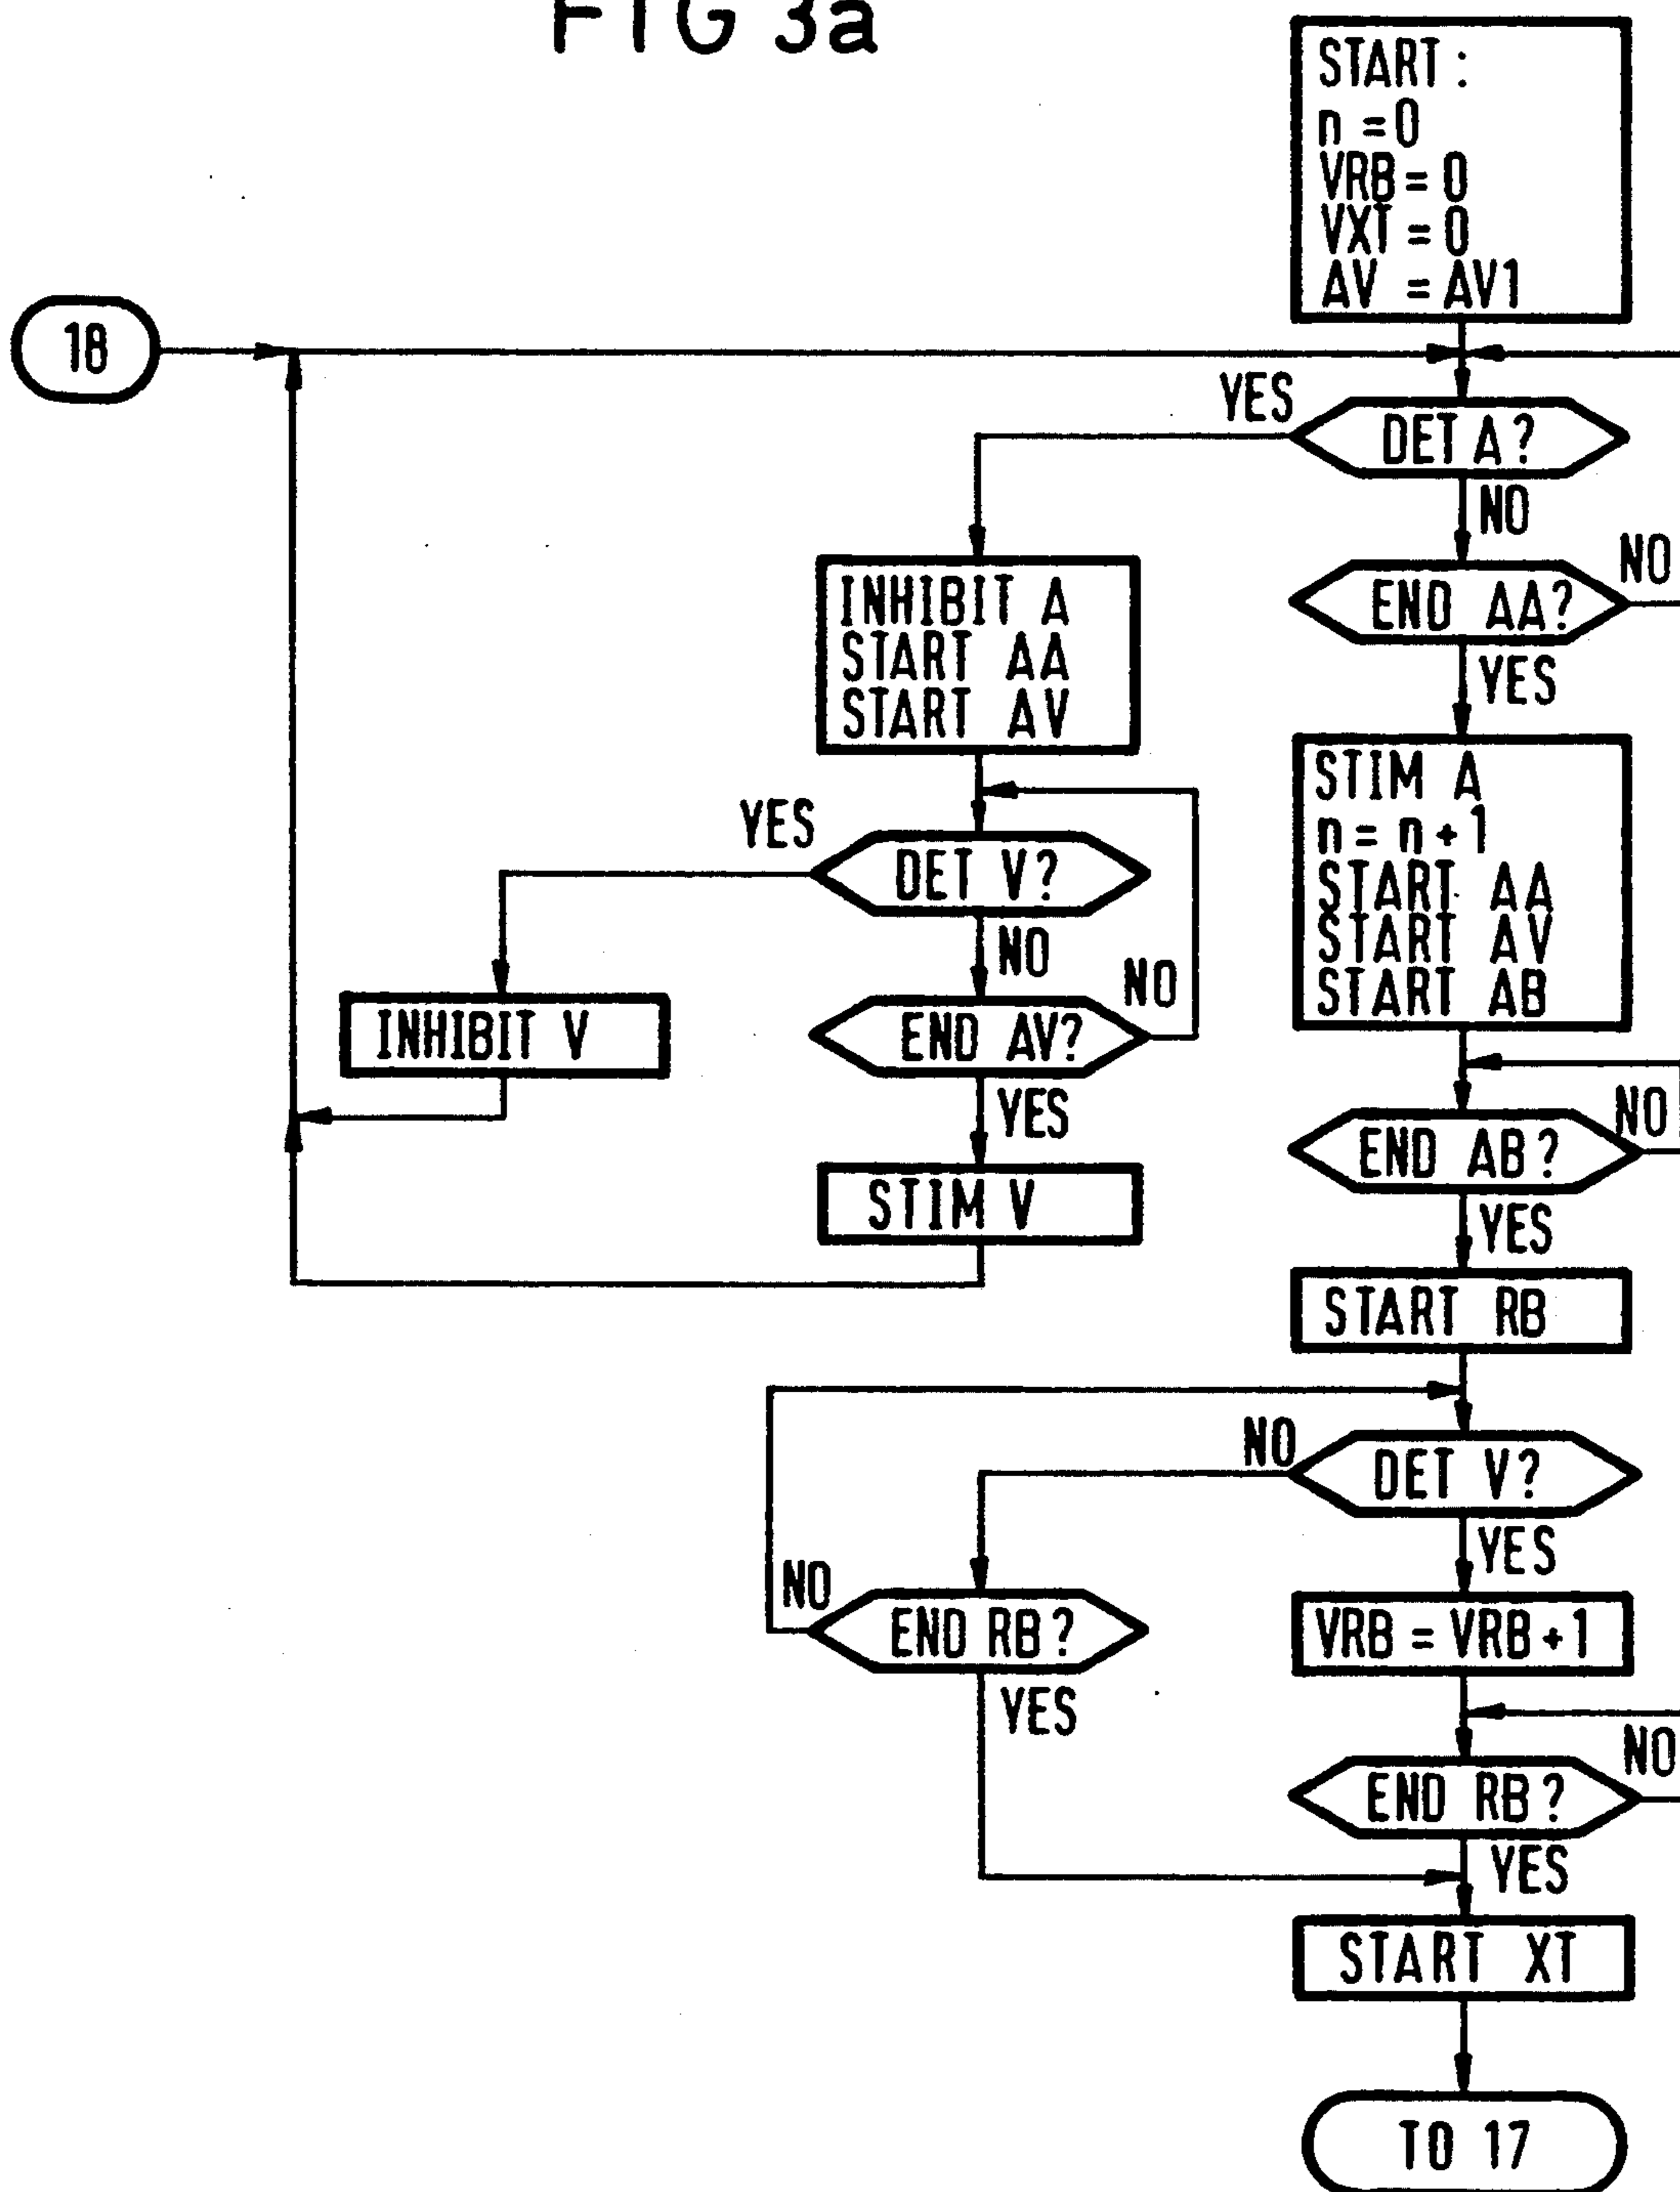 FIG 3a
START :
n = 0
VRB = 0
VXT = 0
AV = AV1
18
YES
DET A?
NO
END AA?
NO
YES
INHIBIT A
START AA
START AV
STIM A
n = n + 1
START AA
START AV
START AB
YES
DET V?
NO
NO
INHIBIT V
END AV?
YES
STIM V
NO
END AB?
YES
START RB
NO
DET V?
YES
NO
END RB?
YES
VRB = VRB + 1
NO
END RB?
YES
START XT
TO 17